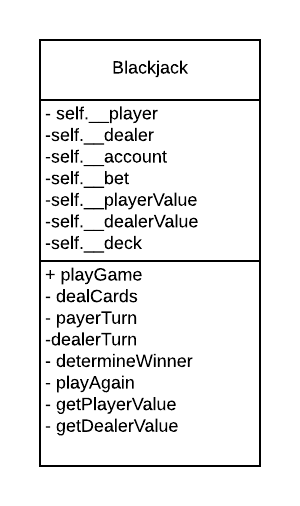 Blackjack
- self.__player
-self.__dealer
-self.__account
-self.__bet
-self.__playerValue
-self.__dealerValue
-self.__deck
+ playGame
- dealCards
- payerTurn
-dealerTurn
- determineWinner
- playAgain
- getPlayerValue
- getDealerValue